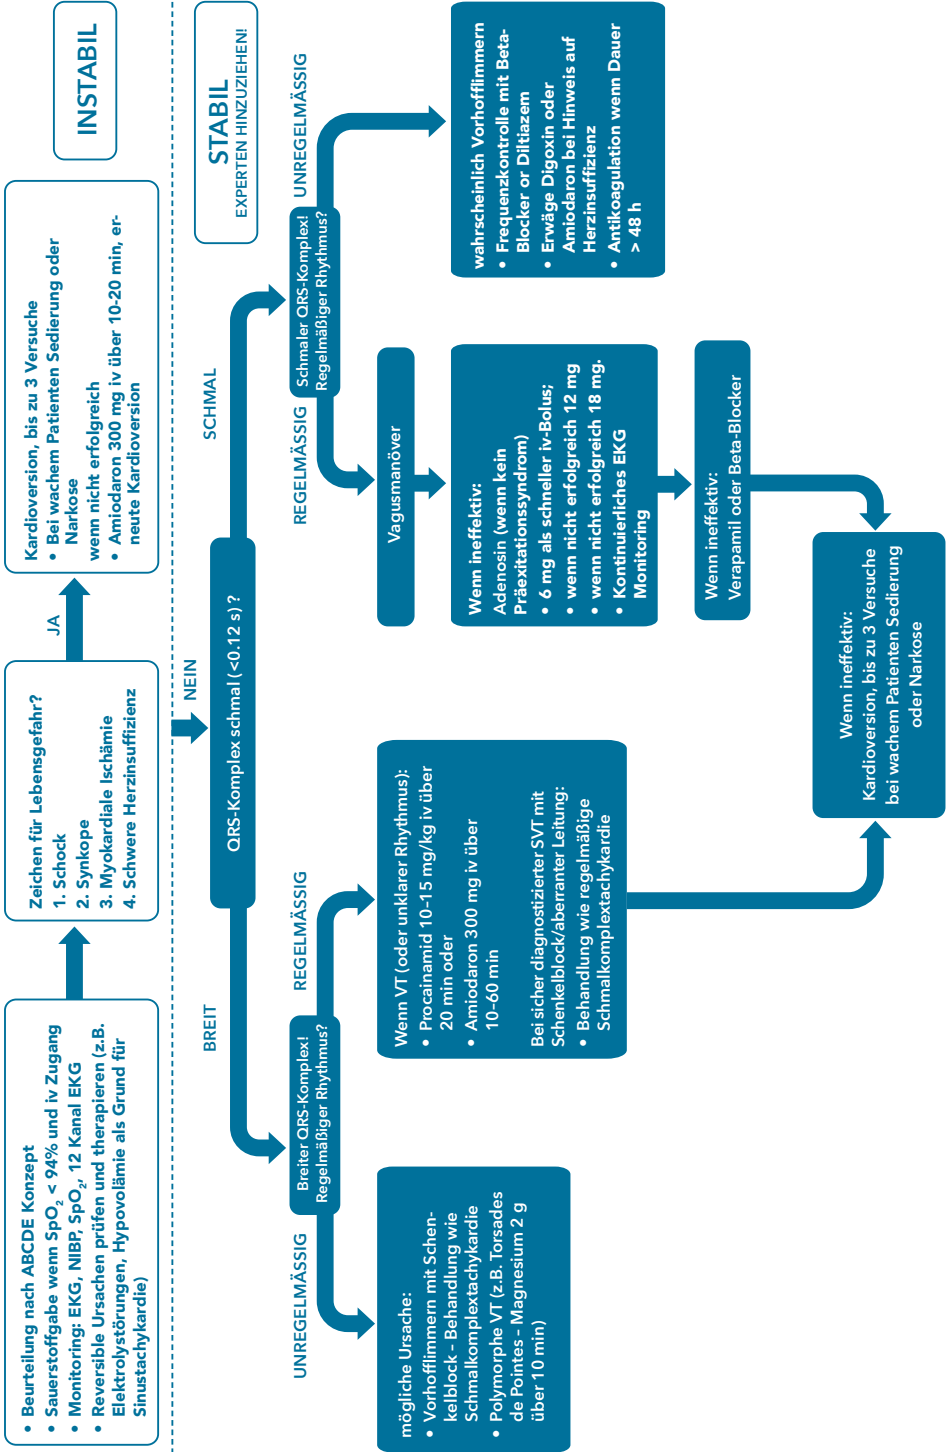 • Beurteilung nach ABCDE Konzept
• Sauerstoffgabe wenn SpO₂ < 94% und iv Zugang
• Monitoring: EKG, NIBP, SpO₂, 12 Kanal EKG
• Reversible Ursachen prüfen und therapieren (z.B.
Elektrolystörungen, Hypovolämie als Grund für
Sinustachykardie)
Zeichen für Lebensgefahr?
1. Schock
2. Synkope
3. Myokardiale Ischämie
4. Schwere Herzinsuffizienz
JA
Kardioversion, bis zu 3 Versuche
• Bei wachem Patienten Sedierung oder
Narkose
wenn nicht erfolgreich
• Amiodaron 300 mg iv über 10-20 min, er-
neute Kardioversion
INSTABIL
NEIN
STABIL
EXPERTEN HINZUZIEHEN!
QRS-Komplex schmal (<0.12 s) ?
BREIT
SCHMAL
Breiter QRS-Komplex!
Regelmäßiger Rhythmus?
UNREGELMÄSSIG
REGELMÄSSIG
Schmaler QRS-Komplex!
Regelmäßiger Rhythmus?
REGELMÄSSIG
UNREGELMÄSSIG
mögliche Ursache:
• Vorhofflimmern mit Schen-
kelblock – Behandlung wie
Schmalkomplextachykardie
• Polymorphe VT (z.B. Torsades
de Pointes – Magnesium 2 g
über 10 min)
Wenn VT (oder unklarer Rhythmus):
• Procainamid 10–15 mg/kg iv über
20 min oder
• Amiodaron 300 mg iv über
10–60 min
Bei sicher diagnostizierter SVT mit
Schenkelblock/aberranter Leitung:
• Behandlung wie regelmäßige
Schmalkomplextachykardie
Vagusmanöver
Wenn ineffektiv:
Adenosin (wenn kein
Präexitationssyndrom)
• 6 mg als schneller iv-Bolus;
• wenn nicht erfolgreich 12 mg
• wenn nicht erfolgreich 18 mg.
• Kontinuierliches EKG
Monitoring
Wenn ineffektiv:
Verapamil oder Beta-Blocker
wahrscheinlich Vorhofflimmern
• Frequenzkontrolle mit Beta-
Blocker or Diltiazem
• Erwäge Digoxin oder
Amiodaron bei Hinweis auf
Herzinsuffizienz
• Antikoagulation wenn Dauer
> 48 h
Wenn ineffektiv:
Kardioversion, bis zu 3 Versuche
bei wachem Patienten Sedierung
oder Narkose